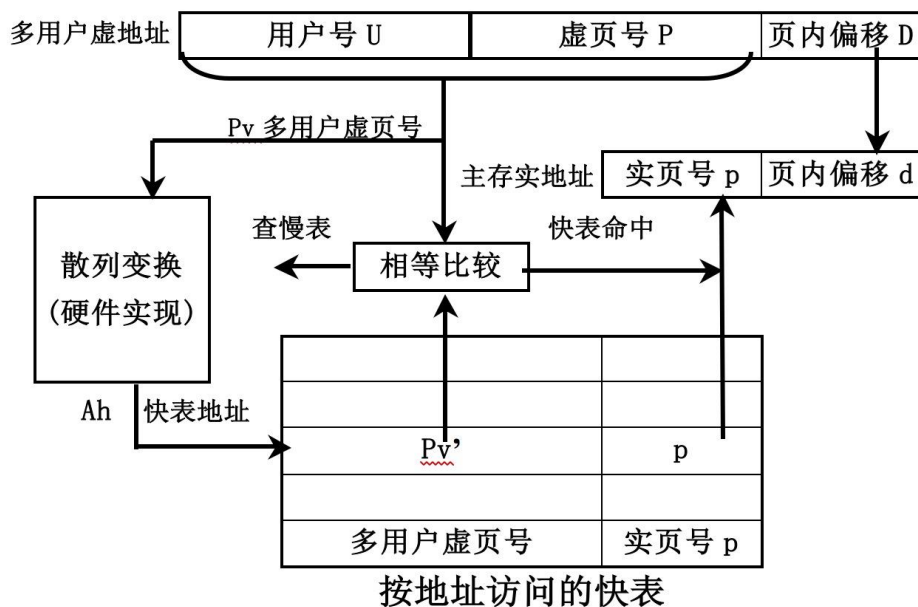 多用户虚地址 用户号 U 虚页号 P 页内偏移 D
Pv 多用户虚页号
主存实地址 实页号 p 页内偏移 d
查慢表 快表命中
散列变换 相等比较
(硬件实现)
Ah 快表地址
Pv’ p
多用户虚页号 实页号 p
按地址访问的快表